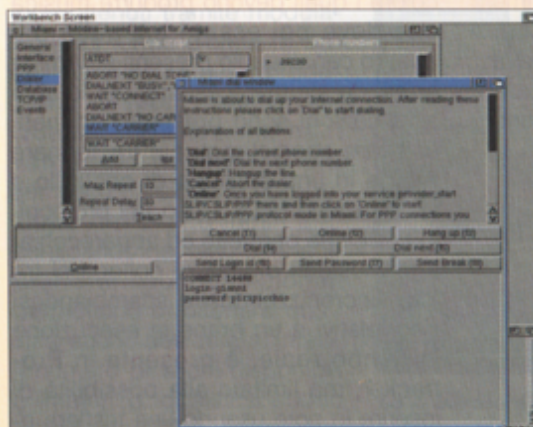 Workbench Screen
Miami - Modem-based Internet for Amiga
General
Interface
PPP
Dialer
Database
TCP/IP
Events
Phone numbers
ATDT
ABORT "NO DIAL TONE"
DIALNEXT "BUSY",
WAIT "CONNECT"
ABORT
DIALNEXT "NO CAR
WAIT "CARRIER"
WAIT "CARRIER"
Add
Max Repeat
Repeat Delay
Teach
Online
Miami dial window
Miami is about to dial up your Internet connection. After reading these
instructions please click on 'Dial' to start dialing.
Explanation of all buttons:
'Dial': Dial the current phone number
'Dial next': Dial the next phone number
'Hangup': Hangup the line
'Cancel': Abort the dialer
'Online': Once you have logged into your service provider, start
SLIP/CSLIP/PPP there and then click on 'Online' to start
SLIP/CSLIP/PPP protocol mode in Miami. For PPP connections you
Cancel (f1)
Online (f2)
Hang up (f3)
Dial (f4)
Dial next (f5)
Send Login id (f6)
Send Password (f7)
Send Break (f8)
CONNECT 14400
login-gianni
password-piripicchio